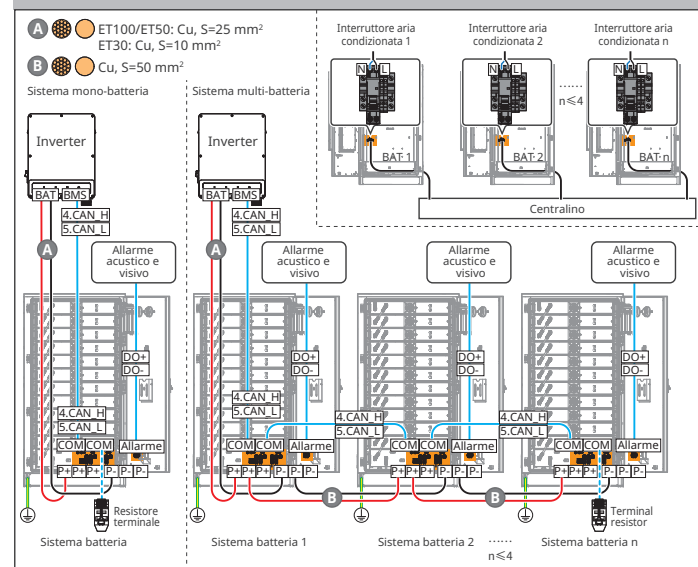 A ET100/ET50: Cu, S=25 mm²
ET30: Cu, S=10 mm²
B Cu, S=50 mm²
Sistema mono-batteria
Sistema multi-batteria
Interruttore aria
condizionata 1
Interruttore aria
condizionata 2
Interruttore aria
condizionata n
N L
N L
N L
……
n≤4
BAT 1
BAT 2
BAT n
Centralino
Inverter
Inverter
BAT BMS
BAT BMS
4.CAN_H
5.CAN_L
4.CAN_H
5.CAN_L
A
A
Allarme
acustico e
visivo
Allarme
acustico e
visivo
Allarme
acustico e
visivo
Allarme
acustico e
visivo
DO+
DO-
DO+
DO-
DO+
DO-
DO+
DO-
4.CAN_H
5.CAN_L
4.CAN_H
5.CAN_L
4.CAN_H
5.CAN_L
4.CAN_H
5.CAN_L
COM COM Allarme
COM COM Allarme
COM COM Allarme
COM COM Allarme
P+ P+ P+ P- P- P-
P+ P+ P+ P- P- P-
P+ P+ P+ P- P- P-
P+ P+ P+ P- P- P-
B
B
Resistore
terminale
Terminal
resistor
Sistema batteria
Sistema batteria 1
Sistema batteria 2
……
n≤4
Sistema batteria n